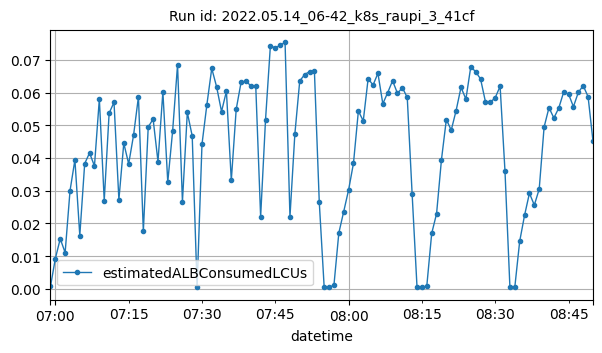 Run id: 2022.05.14_06-42_k8s_raupi_3_41cf
0.07
0.06
0.05
0.04
0.03
0.02
0.01
0.00
estimatedALBConsumedLCUs
07:00 07:15 07:30 07:45 08:00 08:15 08:30 08:45
datetime